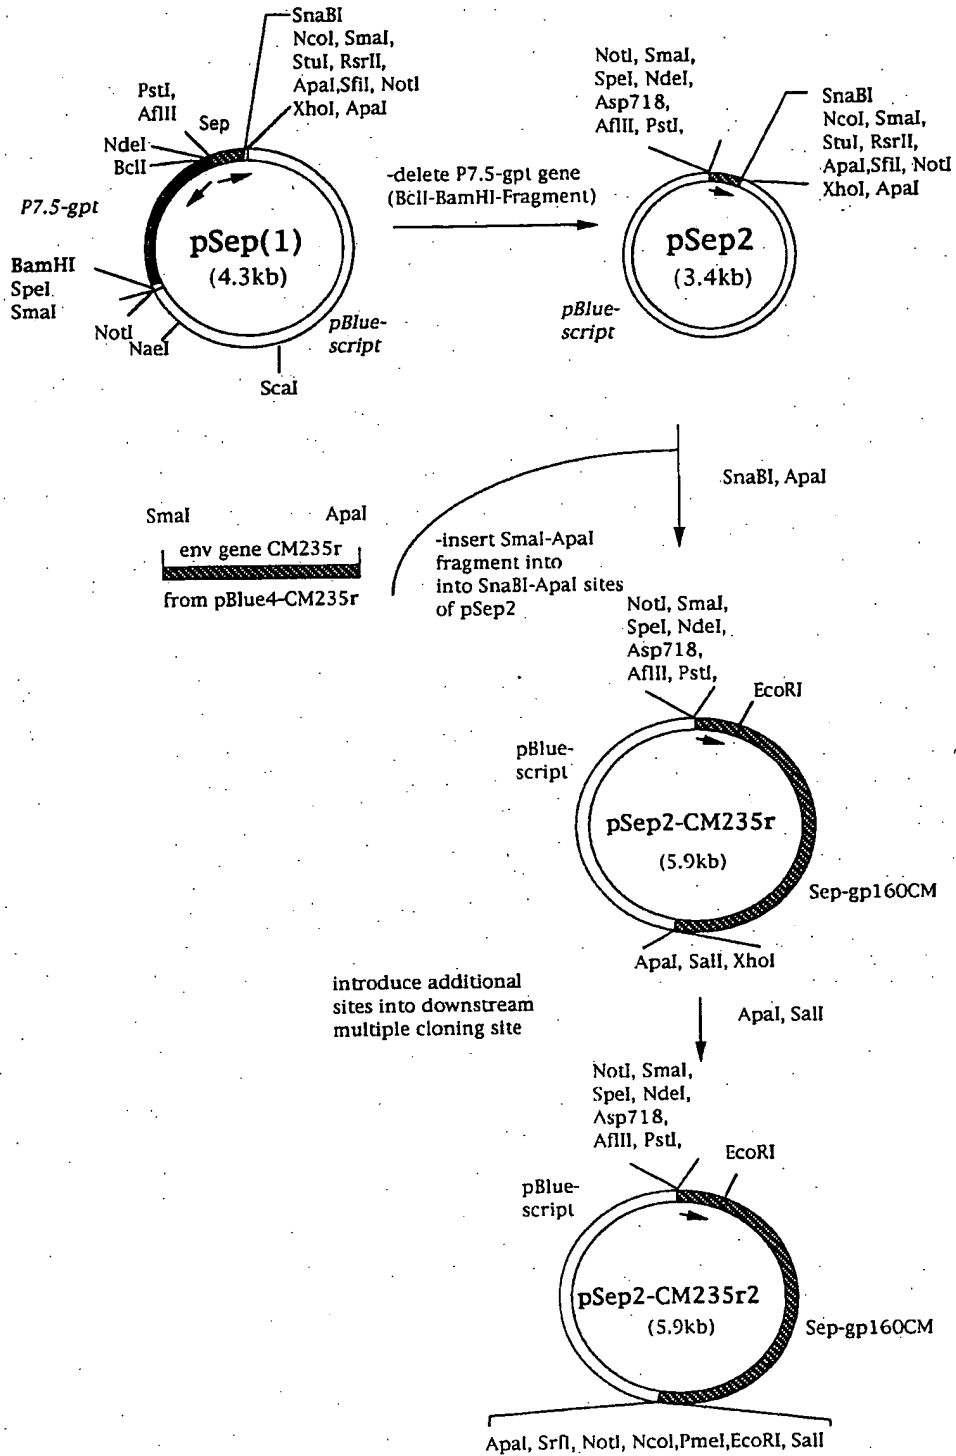 SnaBI
NcoI, SmaI,
StuI, RsrII,
ApaI,SfiI, NotI
XhoI, ApaI
PstI,
AflII
Sep
NdeI
BclI
P7.5-gpt
pSep(1)
(4.3kb)
BamHI
SpeI
SmaI
NotI
NaeI
pBlue-
script
ScaI
-delete P7.5-gpt gene
(BclI-BamHI-Fragment)
NotI, SmaI,
SpeI, NdeI,
Asp718,
AflII, PstI,
SnaBI
NcoI, SmaI,
StuI, RsrII,
ApaI,SfiI, NotI
XhoI, ApaI
pSep2
(3.4kb)
pBlue-
script
SnaBI, ApaI
SmaI ApaI
env gene CM235r
from pBlue4-CM235r
-insert SmaI-ApaI
fragment into
into SnaBI-ApaI sites
of pSep2
NotI, SmaI,
SpeI, NdeI,
Asp718,
AflII, PstI,
EcoRI
pBlue-
script
pSep2-CM235r
(5.9kb)
Sep-gp160CM
ApaI, SalI, XhoI
introduce additional
sites into downstream
multiple cloning site
ApaI, SalI
NotI, SmaI,
SpeI, NdeI,
Asp718,
AflII, PstI,
EcoRI
pBlue-
script
pSep2-CM235r2
(5.9kb)
Sep-gp160CM
ApaI, SrfI, NotI, NcoI,PmeI,EcoRI, SalI